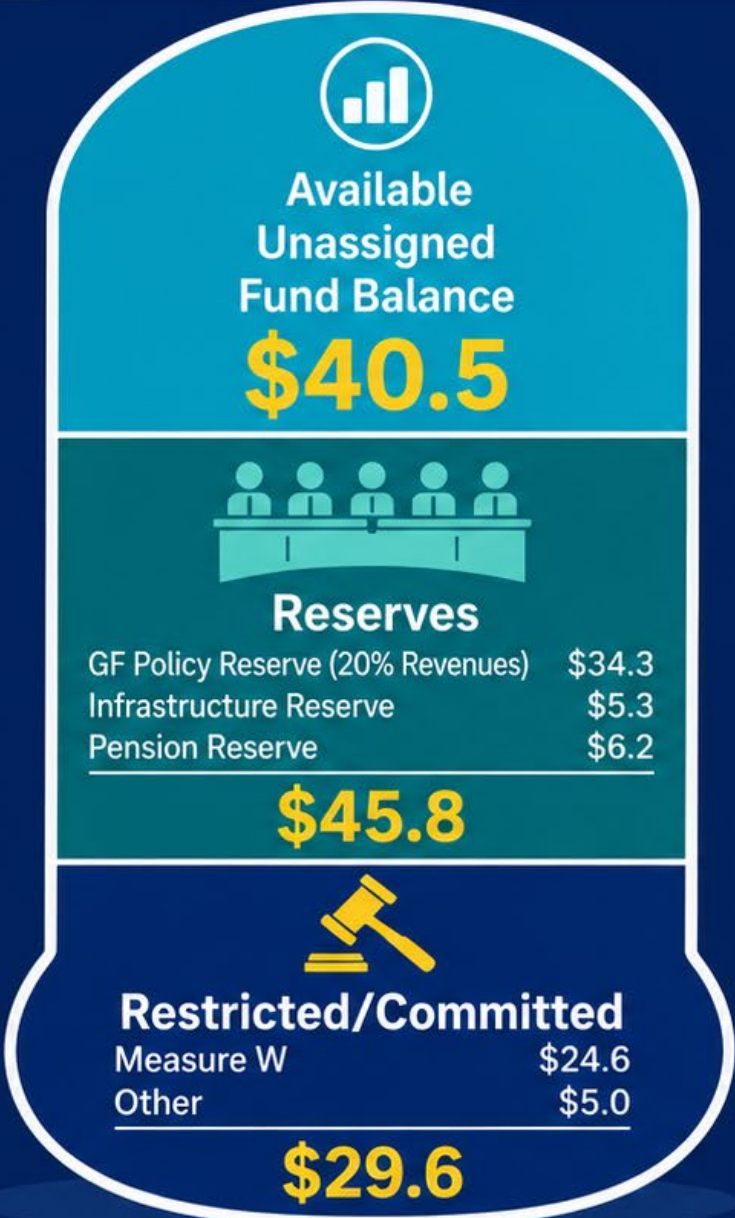 Available
Unassigned
Fund Balance
$40.5
Reserves
GF Policy Reserve (20% Revenues) $34.3
Infrastructure Reserve $5.3
Pension Reserve $6.2
$45.8
Restricted/Committed
Measure W $24.6
Other $5.0
$29.6